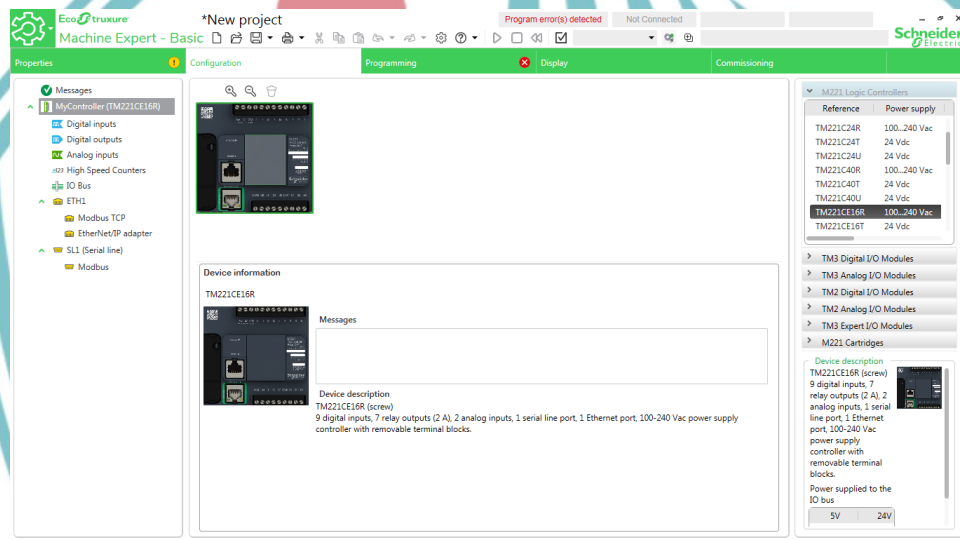 EcoStruxure
Machine Expert - Basic
*New project
Program error(s) detected
Not Connected
Schneider
Electric
Properties
Configuration
Programming
Display
Commissioning
Messages
MyController (TM221CE16R)
Digital inputs
Digital outputs
Analog inputs
High Speed Counters
IO Bus
ETH1
Modbus TCP
EtherNet/IP adapter
SL1 (Serial line)
Modbus
Device information
TM221CE16R
Messages
Device description
TM221CE16R (screw)
9 digital inputs, 7 relay outputs (2 A), 2 analog inputs, 1 serial line port, 1 Ethernet port, 100-240 Vac power supply
controller with removable terminal blocks.
M221 Logic Controllers
Reference Power supply
TM221C24R 100...240 Vac
TM221C24T 24 Vdc
TM221C24U 24 Vdc
TM221C40R 100...240 Vac
TM221C40T 24 Vdc
TM221C40U 24 Vdc
TM221CE16R 100...240 Vac
TM221CE16T 24 Vdc
TM3 Digital I/O Modules
TM3 Analog I/O Modules
TM2 Digital I/O Modules
TM2 Analog I/O Modules
TM3 Expert I/O Modules
M221 Cartridges
Device description
TM221CE16R (screw)
9 digital inputs, 7
relay outputs (2 A), 2
analog inputs, 1 serial
line port, 1 Ethernet
port, 100-240 Vac
power supply
controller with
removable terminal
blocks.
Power supplied to the
IO bus
5V 24V